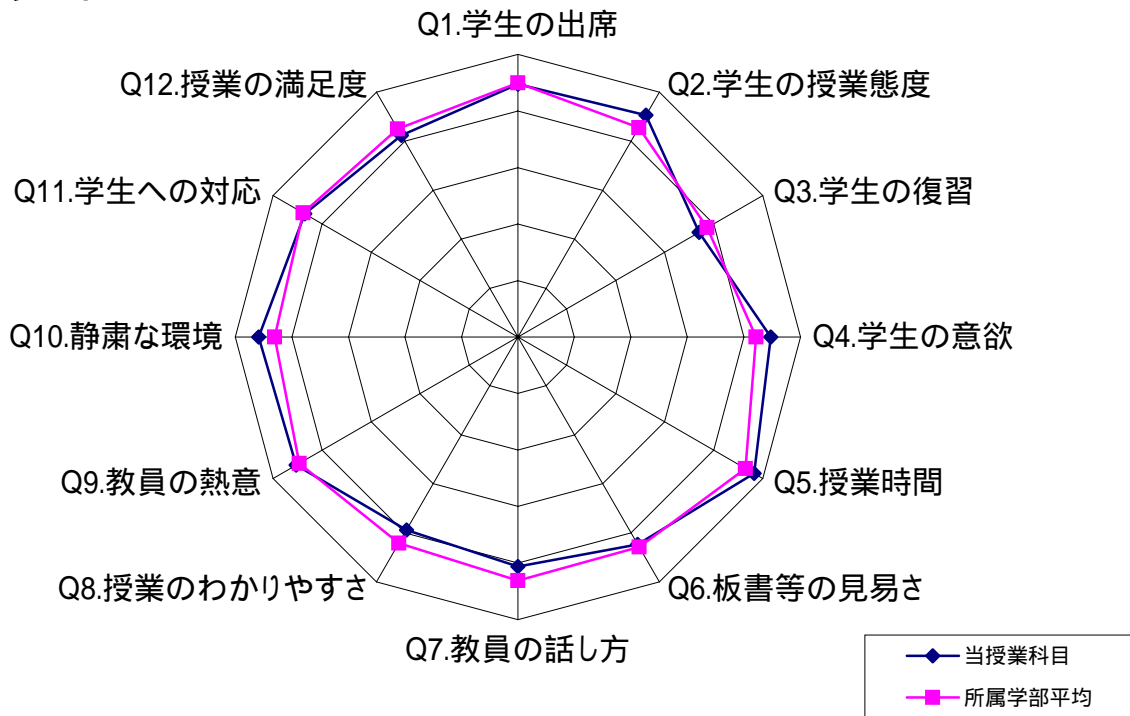 Q1.学生の出席
Q2.学生の授業態度
Q3.学生の復習
Q4.学生の意欲
Q5.授業時間
Q6.板書等の見易さ
Q7.教員の話し方
Q8.授業のわかりやすさ
Q9.教員の熱意
Q10.静粛な環境
Q11.学生への対応
Q12.授業の満足度
当授業科目
所属学部平均